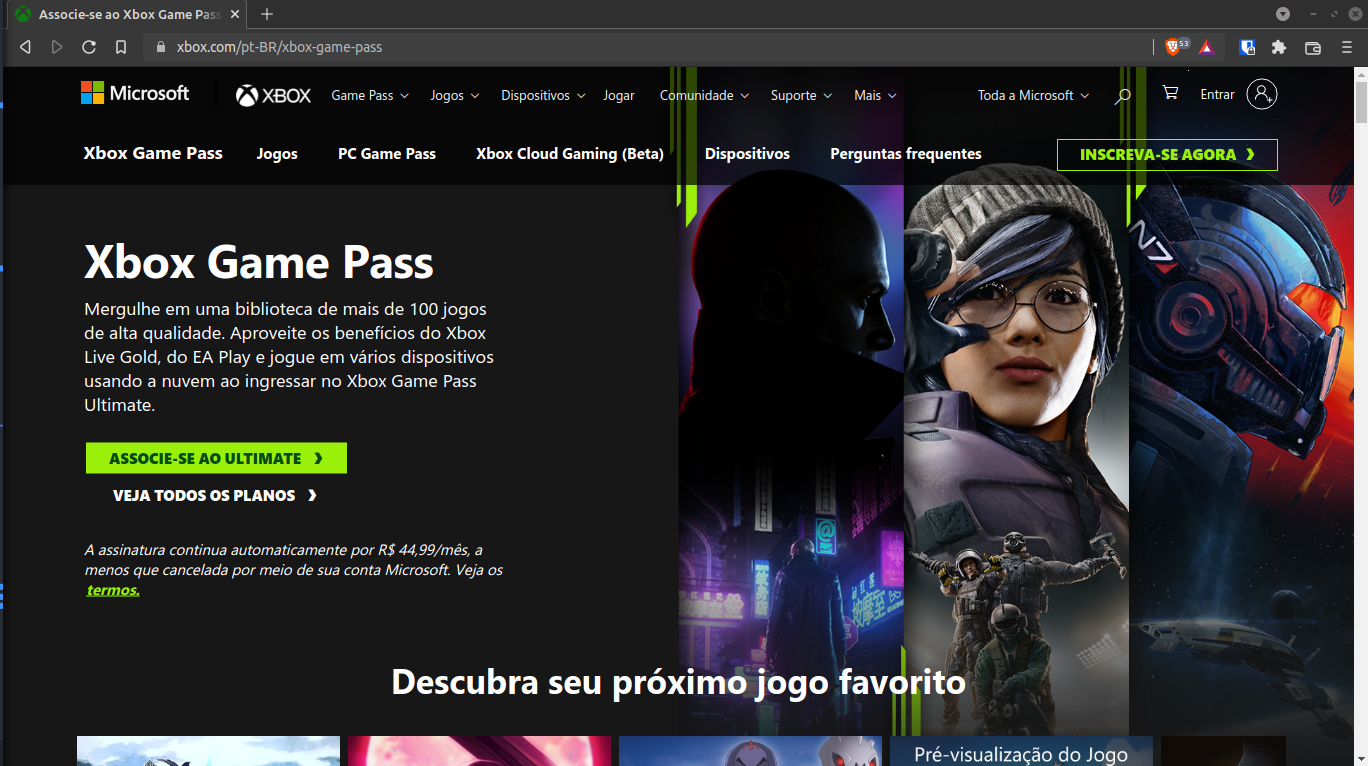 Associe-se ao Xbox Game Pass
xbox.com/pt-BR/xbox-game-pass
53
Microsoft
XBOX
Game Pass
Jogos
Dispositivos
Jogar
Comunidade
Suporte
Mais
Toda a Microsoft
Entrar
Xbox Game Pass
Jogos
PC Game Pass
Xbox Cloud Gaming (Beta)
Dispositivos
Perguntas frequentes
INSCREVA-SE AGORA
N7
Xbox Game Pass
Mergulhe em uma biblioteca de mais de 100 jogos
de alta qualidade. Aproveite os benefícios do Xbox
Live Gold, do EA Play e jogue em vários dispositivos
usando a nuvem ao ingressar no Xbox Game Pass
Ultimate.
ASSOCIE-SE AO ULTIMATE
VEJA TODOS OS PLANOS
A assinatura continua automaticamente por R$ 44,99/mês, a
menos que cancelada por meio de sua conta Microsoft. Veja os
termos.
Descubra seu próximo jogo favorito
Pré-visualização do Jogo